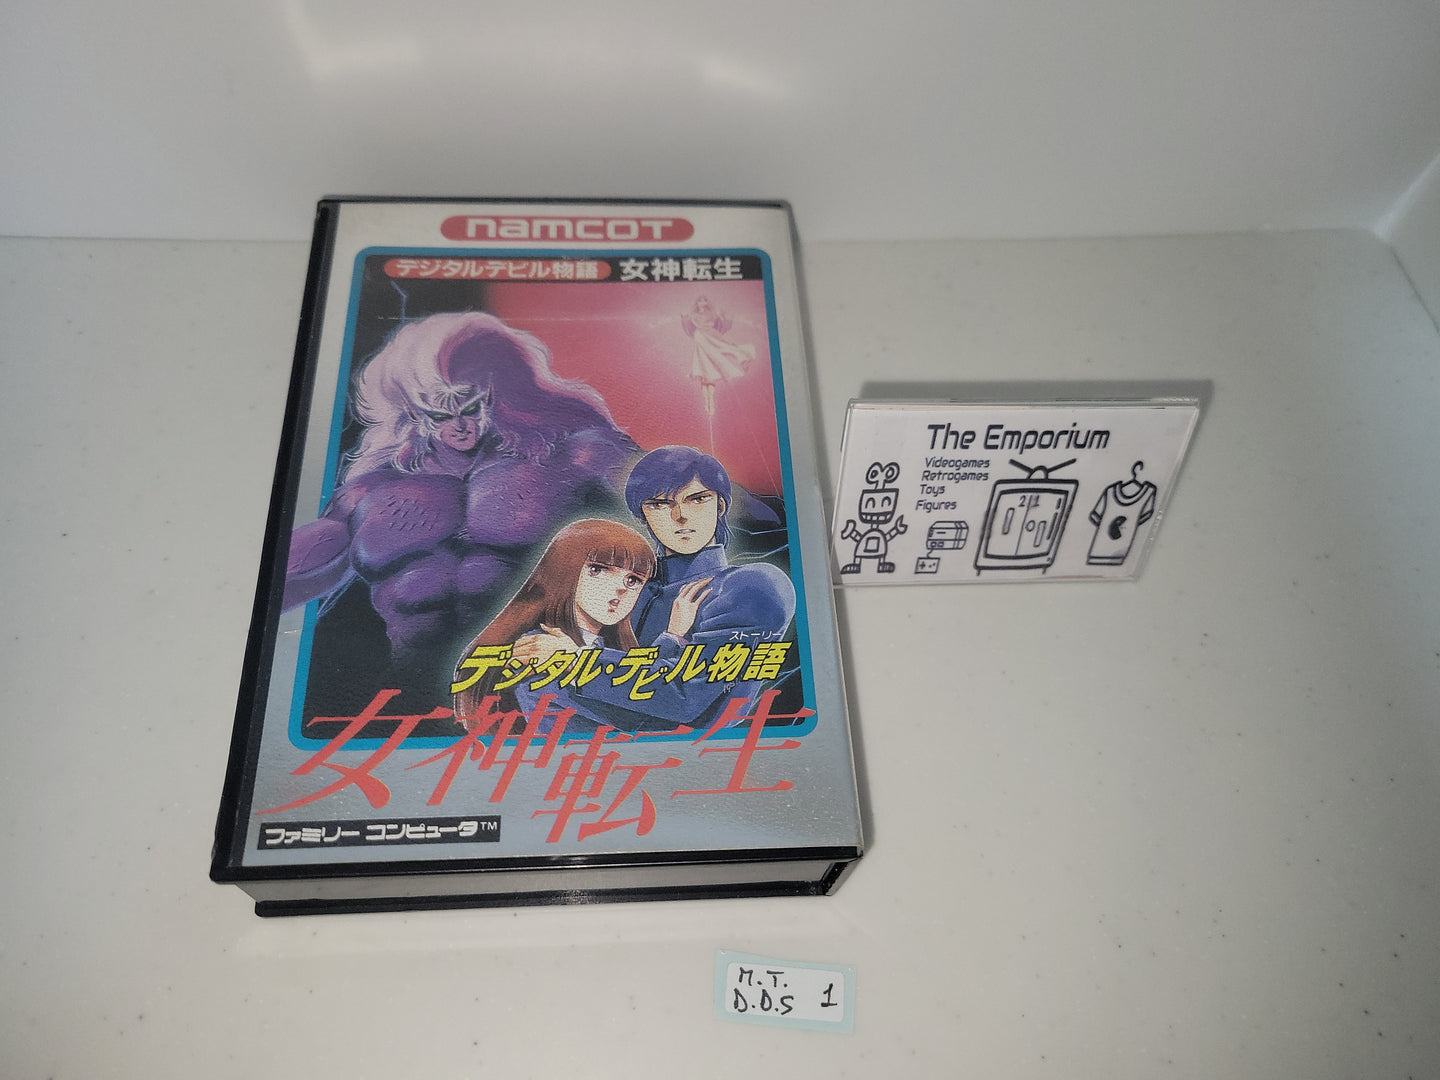 namcot
デジタルデビル物語 女神転生
ストーリー
デジタル・デビル物語
女神転生
ファミリー コンピュータ™
The Emporium
Videogames
Retrogames
Toys
Figures
21
M.T.
D.D.S 1